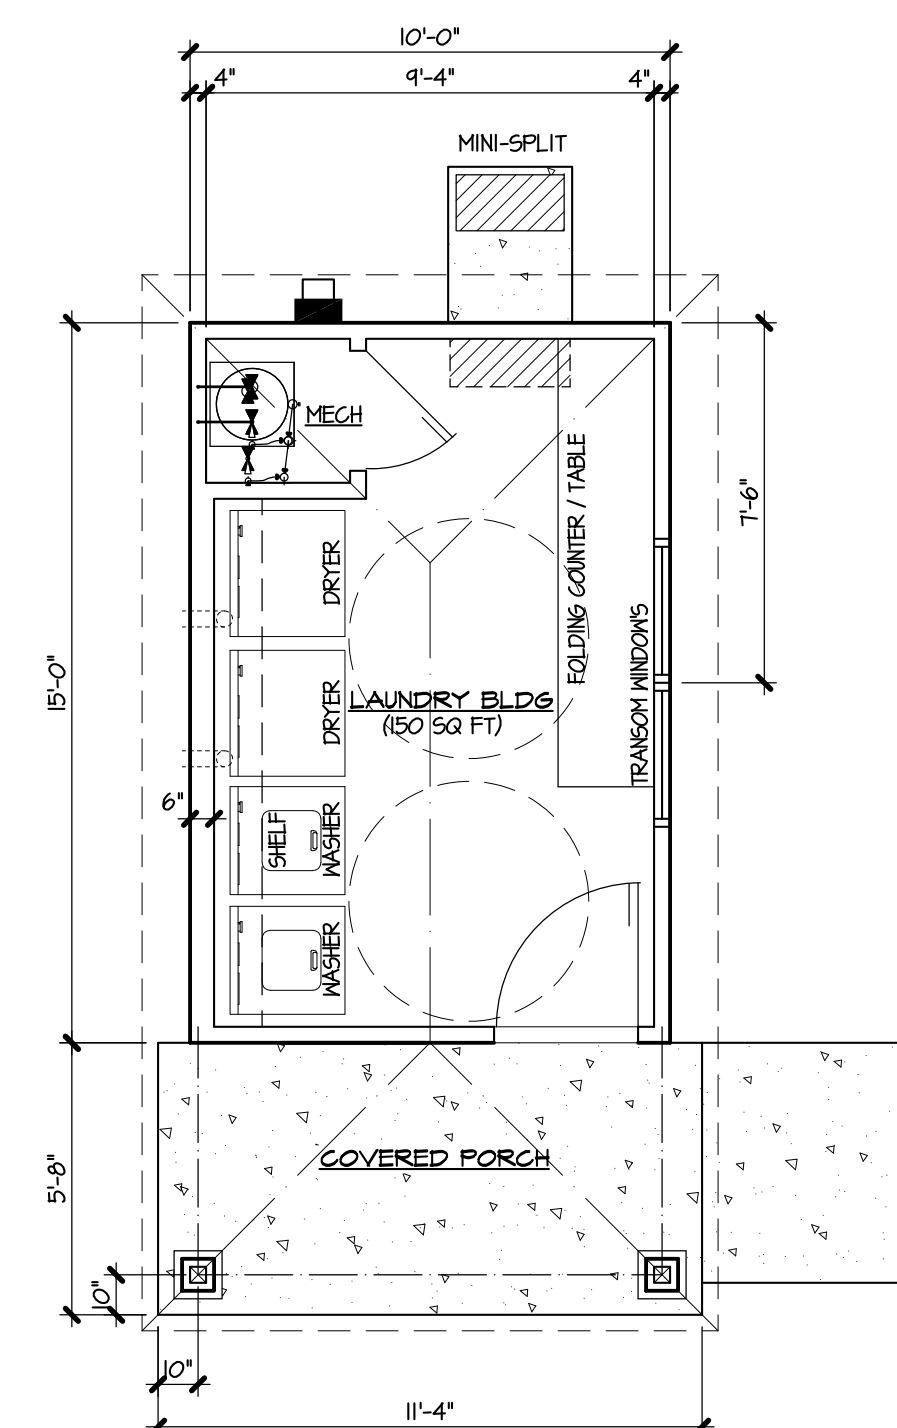 10'-0"
4"
9'-4"
4"
MINI-SPLIT
MECH
FOLDING COUNTER / TABLE
7'-6"
DRYER
15'-0"
TRANSOM WINDOWS
DRYER
LAUNDRY BLDG
(150 SQ FT)
6"
SHELF
WASHER
WASHER
COVERED PORCH
5'-8"
10"
10"
11'-4"